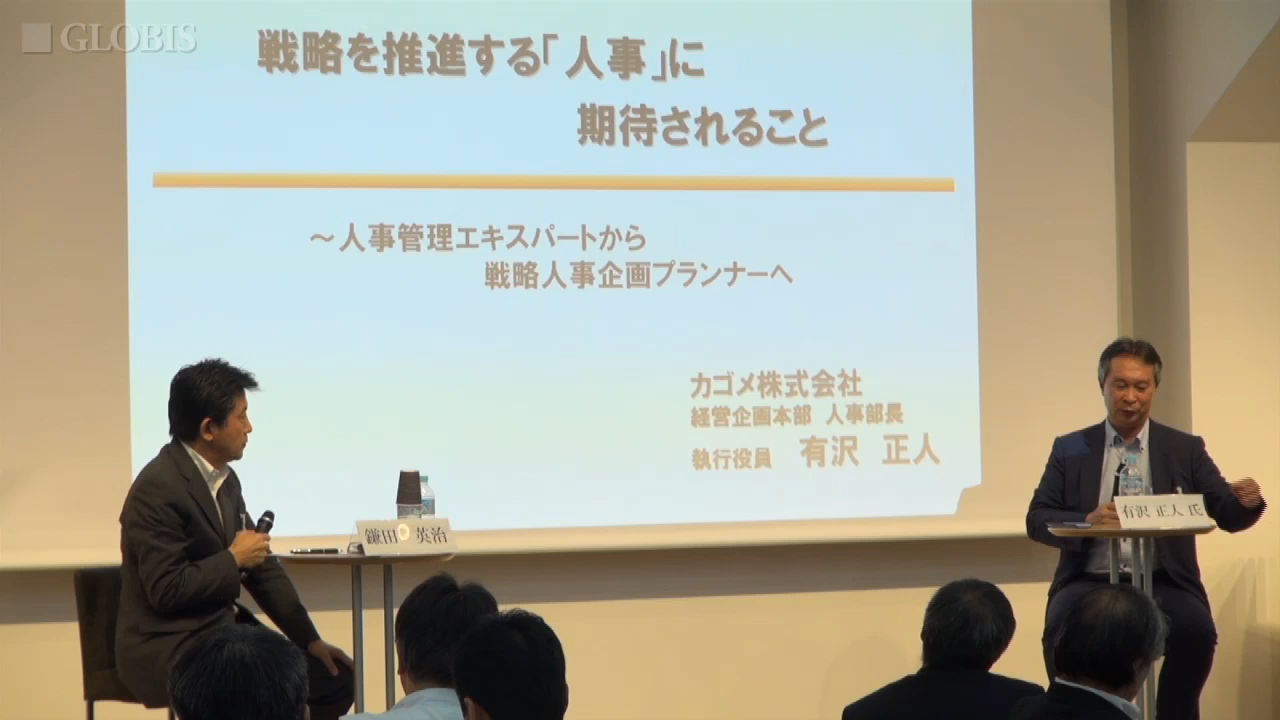 GLOBIS
戦略を推進する「人事」に
期待されること
～人事管理エキスパートから
戦略人事企画プランナーへ
カゴメ株式会社
経営企画本部 人事部長
執行役員 有沢 正人
鎌田 英治
有沢 正人 氏